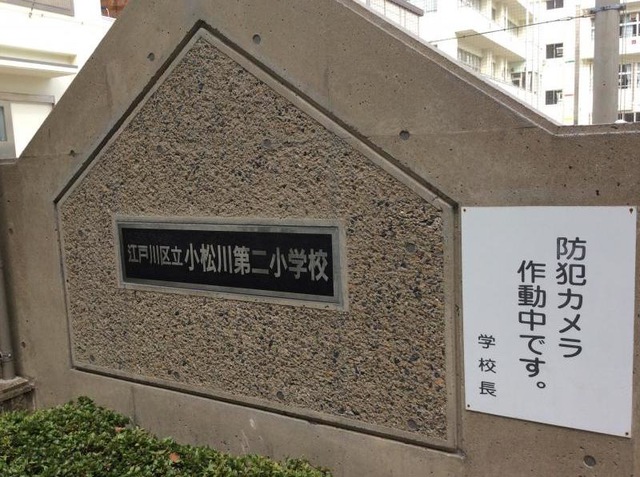 江戸川区立小松川第二小学校
防犯カメラ
作動中です。
学校長